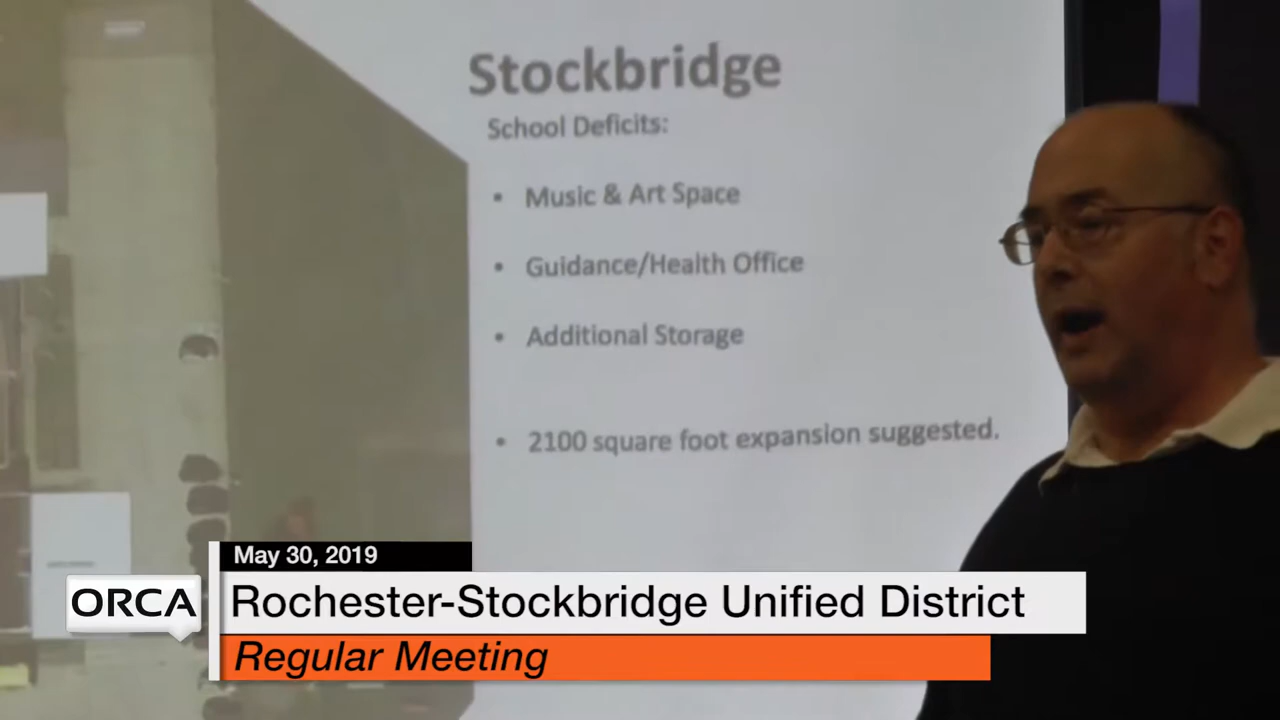 Stockbridge
School Deficits:
• Music & Art Space
• Guidance/Health Office
• Additional Storage
• 2100 square foot expansion suggested.
May 30, 2019
ORCA
Rochester-Stockbridge Unified District
Regular Meeting